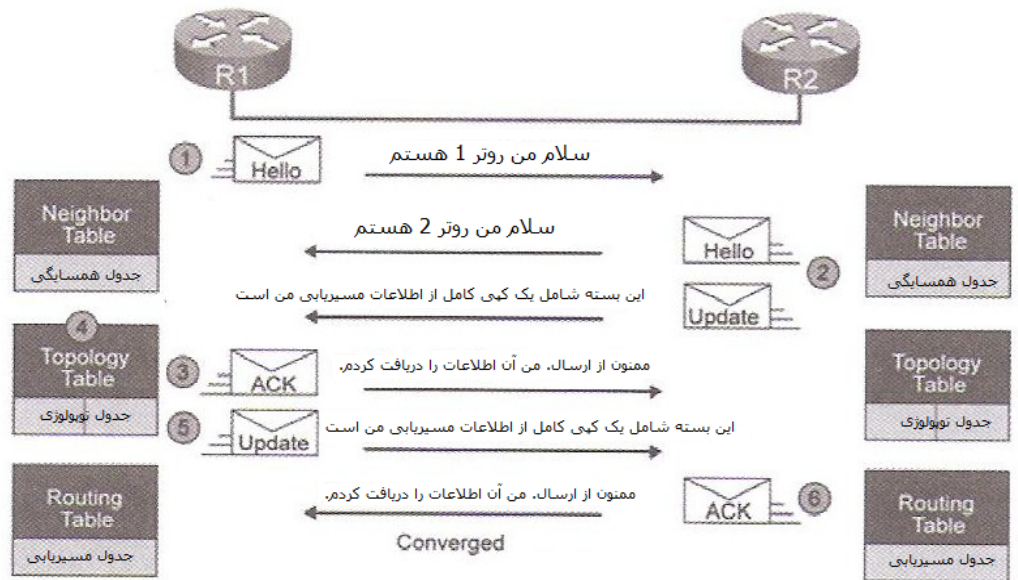 R1
R2
1
Hello
سلام من روتر 1 هستم
Neighbor
Table
جدول همسایگی
Neighbor
Table
جدول همسایگی
سلام من روتر 2 هستم
Hello
2
این بسته شامل یک کپی کامل از اطلاعات مسیریابی من است
Update
4
Topology
Table
جدول توپولوژی
Topology
Table
جدول توپولوژی
3
ACK
ممنون از ارسال. من آن اطلاعات را دریافت کردم.
5
Update
این بسته شامل یک کپی کامل از اطلاعات مسیریابی من است
Routing
Table
جدول مسیریابی
Routing
Table
جدول مسیریابی
ممنون از ارسال. من آن اطلاعات را دریافت کردم.
ACK
6
Converged